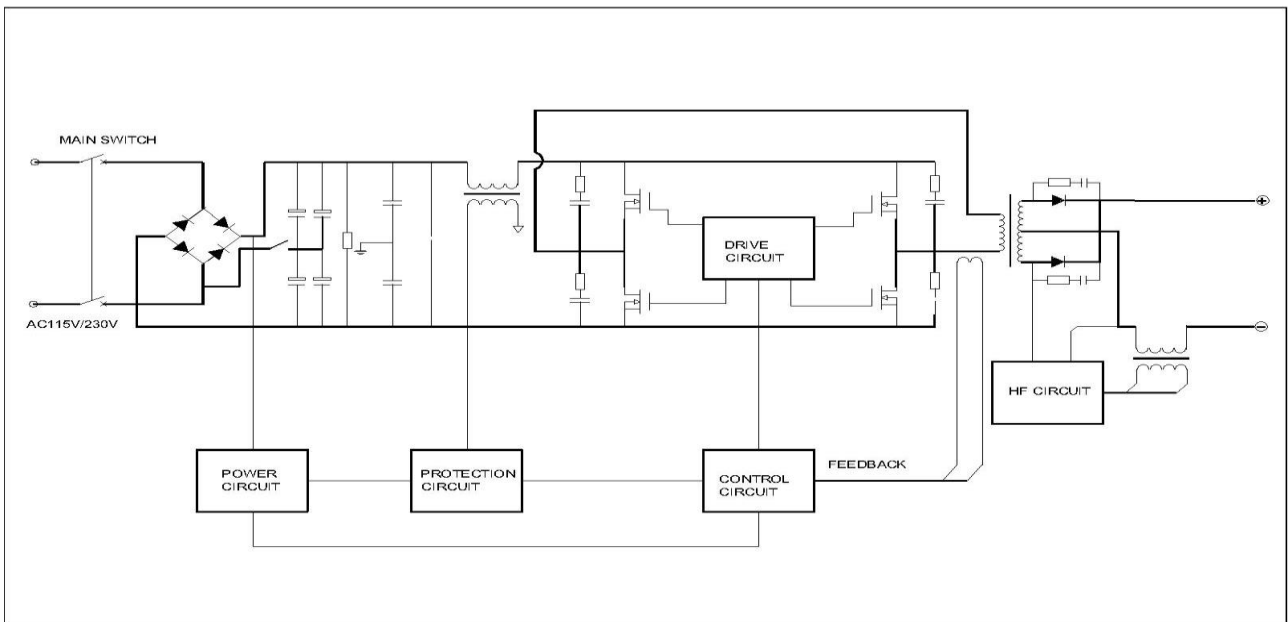 MAIN SWITCH
AC115V/230V
DRIVE
CIRCUIT
+
−
HF CIRCUIT
POWER
CIRCUIT
PROTECTION
CIRCUIT
CONTROL
CIRCUIT
FEEDBACK